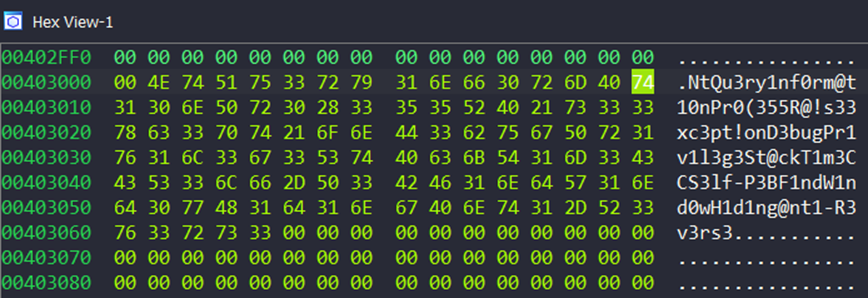 Hex View-1
00402FF0 00 00 00 00 00 00 00 00 00 00 00 00 00 00 00 00 ................
00403000 00 4E 74 51 75 33 72 79 31 6E 66 30 72 6D 40 74 .NtQu3ry1nf0rm@t
00403010 31 30 6E 50 72 30 28 33 35 35 52 40 21 73 33 33 10nPr0(355R@!s33
00403020 78 63 33 70 74 21 6F 6E 44 33 62 75 67 50 72 31 xc3pt!onD3bugPr1
00403030 76 31 6C 33 67 33 53 74 40 63 6B 54 31 6D 33 43 v1l3g3St@ckT1m3C
00403040 43 53 33 6C 66 2D 50 33 42 46 31 6E 64 57 31 6E CS3lf-P3BF1ndW1n
00403050 64 30 77 48 31 64 31 6E 67 40 6E 74 31 2D 52 33 d0wH1d1ng@nt1-R3
00403060 76 33 72 73 33 00 00 00 00 00 00 00 00 00 00 00 v3rs3...........
00403070 00 00 00 00 00 00 00 00 00 00 00 00 00 00 00 00 ................
00403080 00 00 00 00 00 00 00 00 00 00 00 00 00 00 00 00 ................